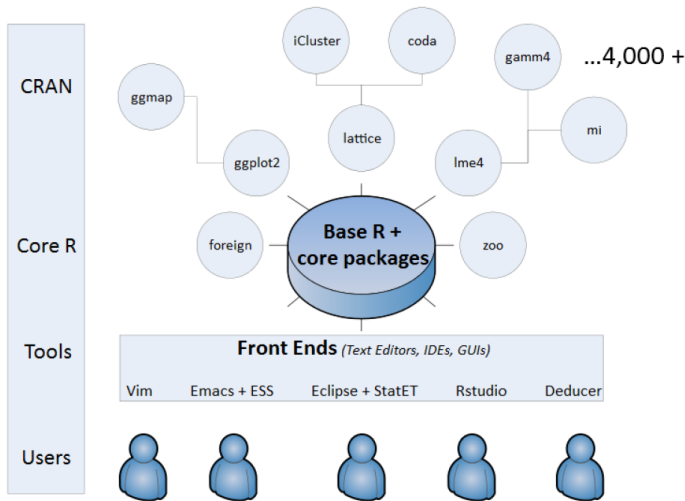 CRAN
iCluster
coda
gamm4
...4,000 +
ggmap
mi
lattice
ggplot2
lme4
Core R
foreign
Base R +
core packages
zoo
Tools
Front Ends (Text Editors, IDEs, GUIs)
Vim
Emacs + ESS
Eclipse + StatET
Rstudio
Deducer
Users